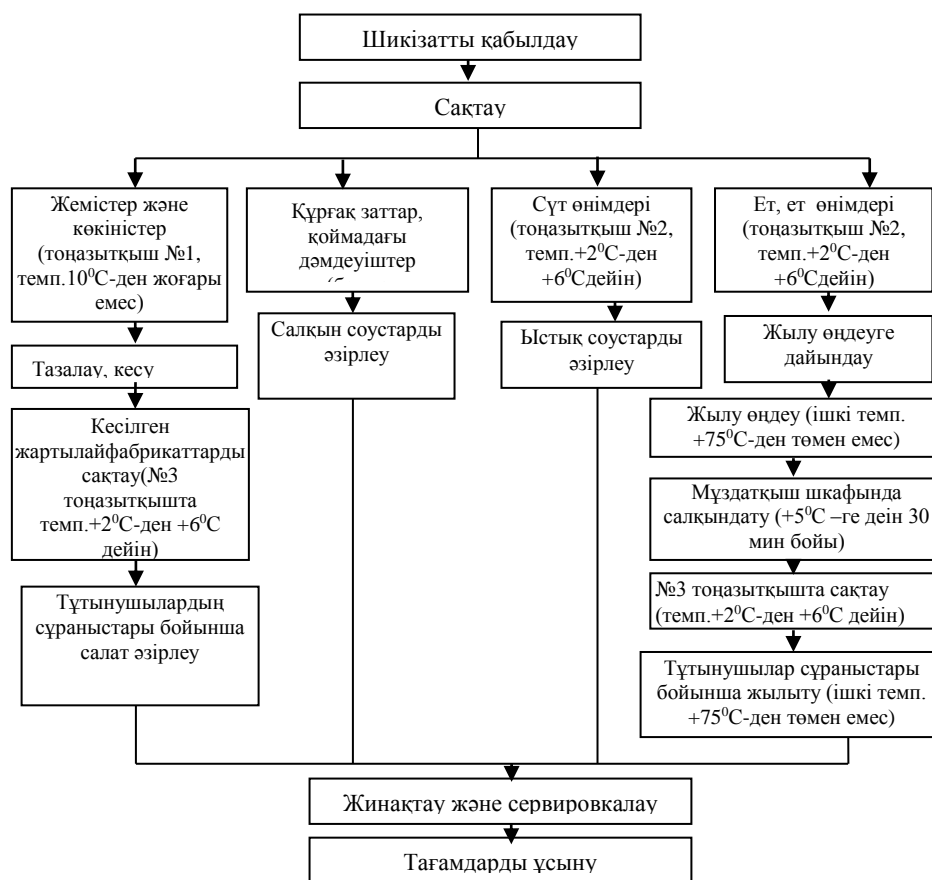 Шикізатты қабылдау
Сақтау
Жемістер және
көкіністер
(тоңазытқыш №1,
темп.10⁰С-ден жоғары
емес)
Құрғақ заттар,
қоймадағы
дәмдеуіштер
Сүт өнімдері
(тоңазытқыш №2,
темп.+2⁰С-ден
+6⁰Сдейін)
Ет, ет өнімдері
(тоңазытқыш №2,
темп.+2⁰С-ден
+6⁰Сдейін)
Тазалау, кесу
Салқын соустарды
әзірлеу
Ыстық соустарды
әзірлеу
Жылу өңдеуге
дайындау
Кесілген
жартылайфабрикаттарды
сақтау(№3
тоңазытқышта
темп.+2⁰С-ден +6⁰С
дейін)
Жылу өңдеу (ішкі темп.
+75⁰С-ден төмен емес)
Мұздатқыш шкафында
салқындату (+5⁰С –ге деін 30
мин бойы)
Тұтынушылардың
сұраныстары бойынша
салат әзірлеу
№3 тоңазытқышта сақтау
(темп.+2⁰С-ден +6⁰С дейін)
Тұтынушылар сұраныстары
бойынша жылыту (ішкі темп.
+75⁰С-ден төмен емес)
Жинақтау және сервировкалау
Тағамдарды ұсыну